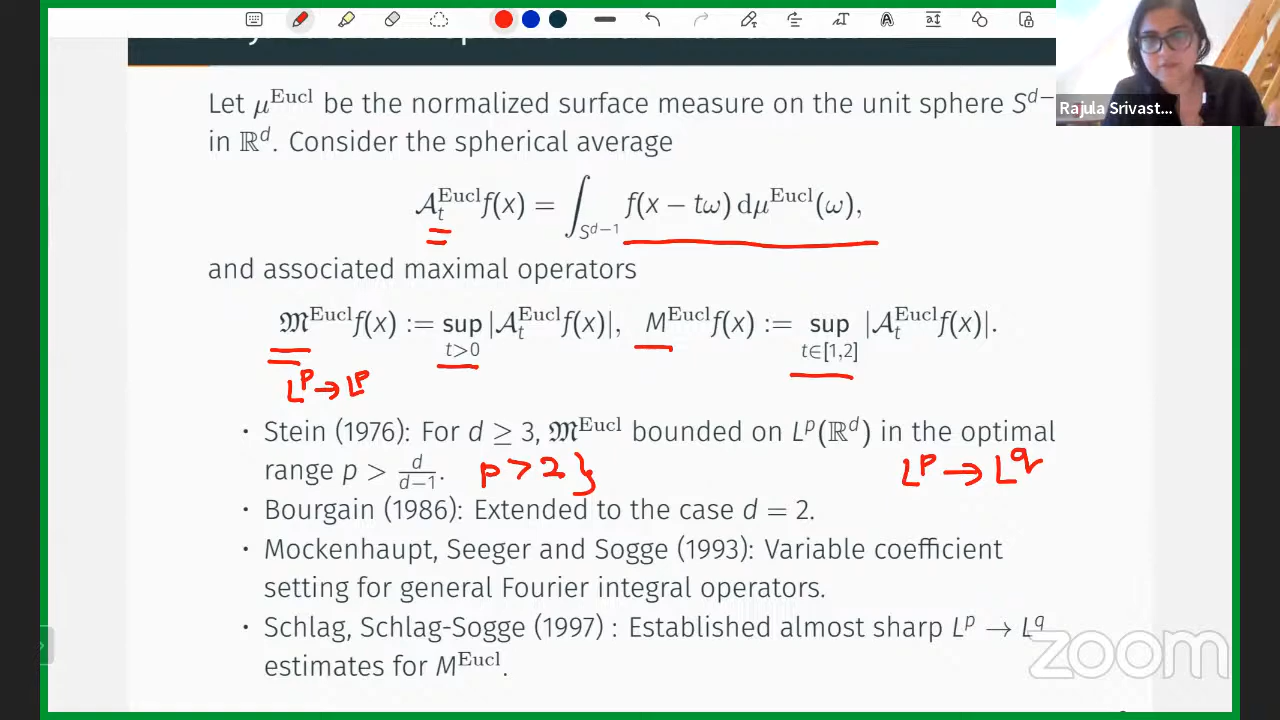 Rajula Srivast...
Let μ^Eucl be the normalized surface measure on the unit sphere S^d−
in ℝ^d. Consider the spherical average
𝒜_t^Eucl f(x) = ∫_{S^{d−1}} f(x − tω) dμ^Eucl(ω),
and associated maximal operators
𝔐^Eucl f(x) := sup_{t>0} |𝒜_t^Eucl f(x)|, M^Eucl f(x) := sup_{t∈[1,2]} |𝒜_t^Eucl f(x)|.
L^p → L^p
• Stein (1976): For d ≥ 3, 𝔐^Eucl bounded on L^p(ℝ^d) in the optimal
range p > d/(d−1). p > 2 } L^p → L^q
• Bourgain (1986): Extended to the case d = 2.
• Mockenhaupt, Seeger and Sogge (1993): Variable coefficient
setting for general Fourier integral operators.
• Schlag, Schlag-Sogge (1997) : Established almost sharp L^p → L^q
estimates for M^Eucl.
zoom